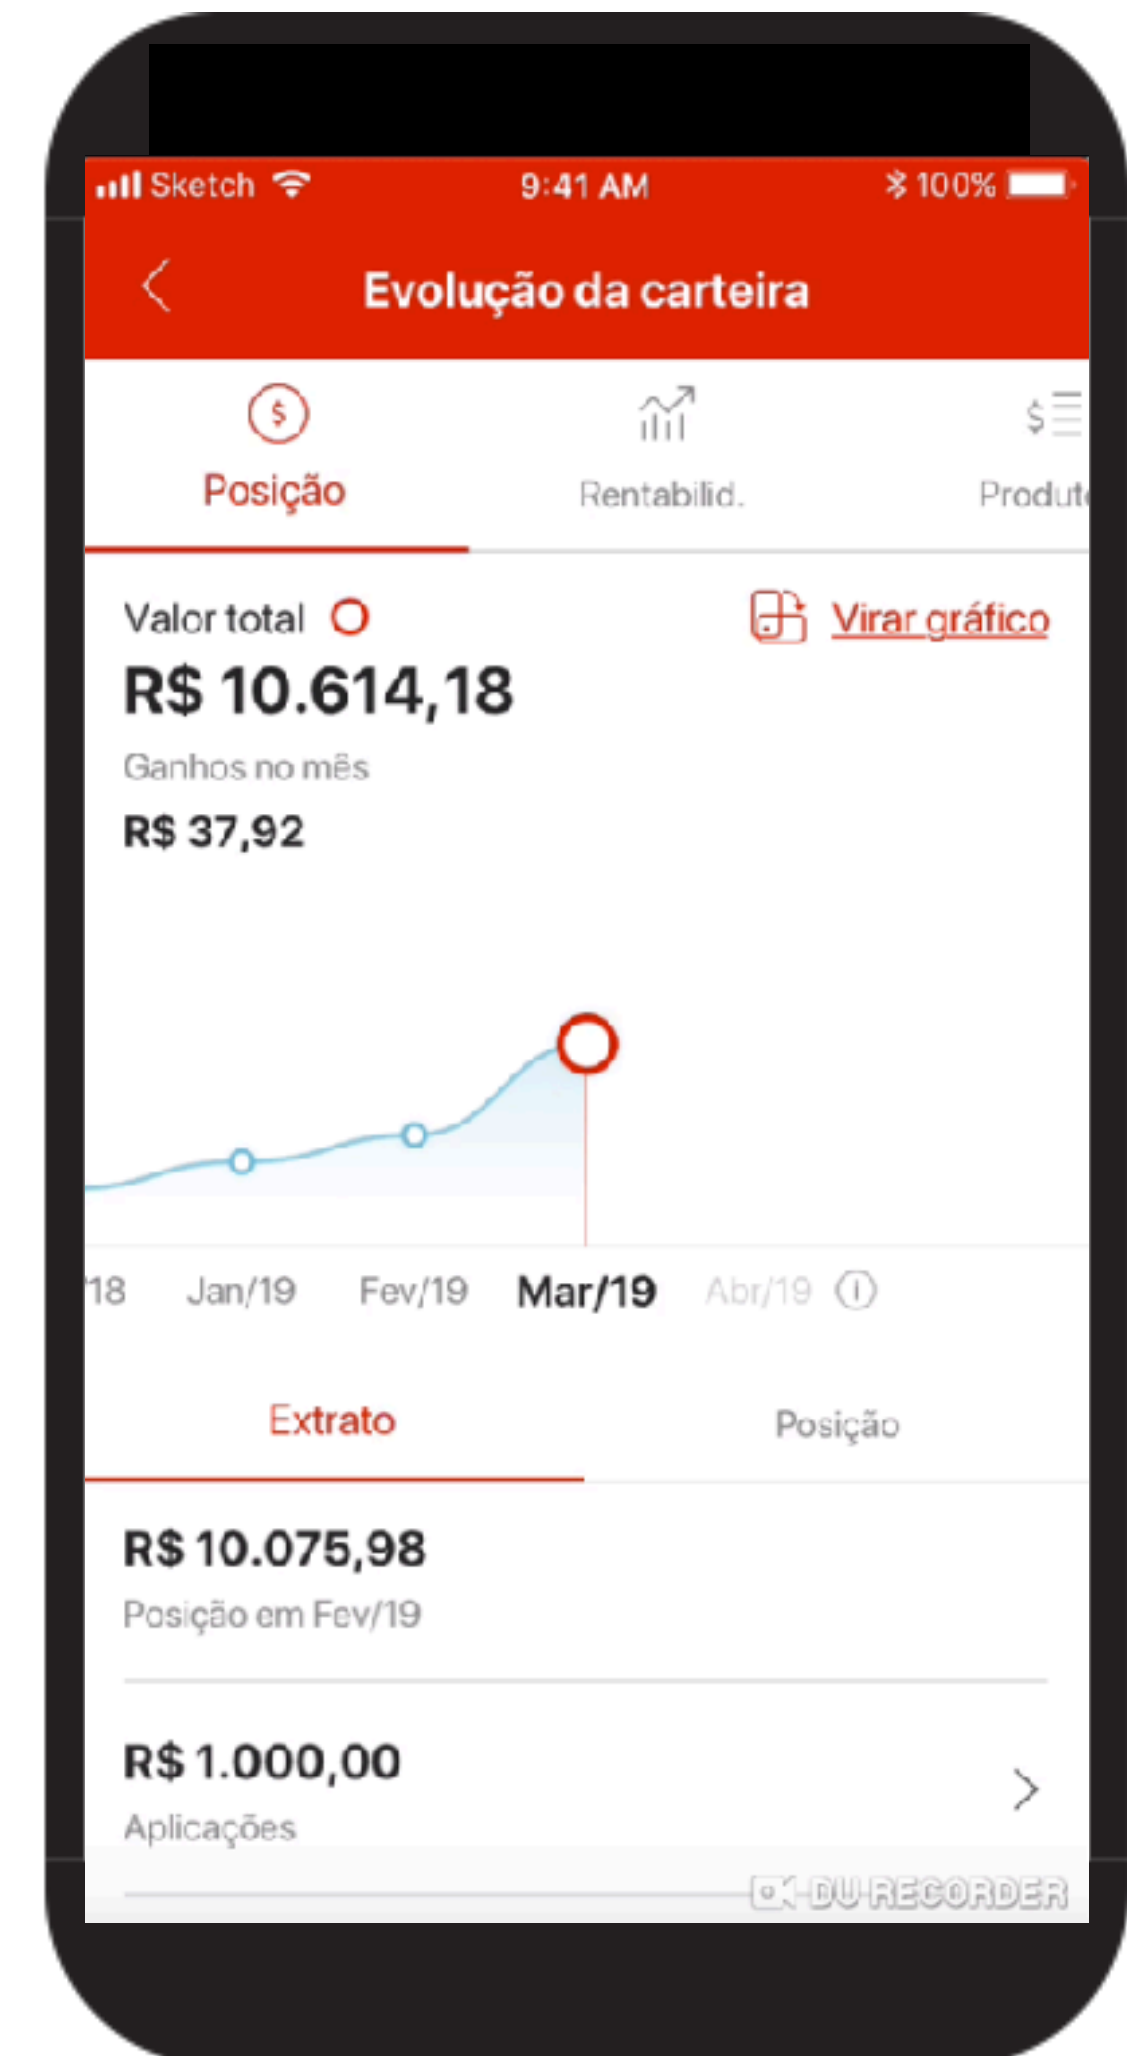 Sketch 9:41 AM 100%
Evolução da carteira
$ $
Posição Rentabilid. Produt
Valor total Virar gráfico
R$ 10.614,18
Ganhos no mês
R$ 37,92
'18 Jan/19 Fev/19 Mar/19 Abr/19
Extrato Posição
R$ 10.075,98
Posição em Fev/19
R$ 1.000,00
Aplicações
DU RECORDER